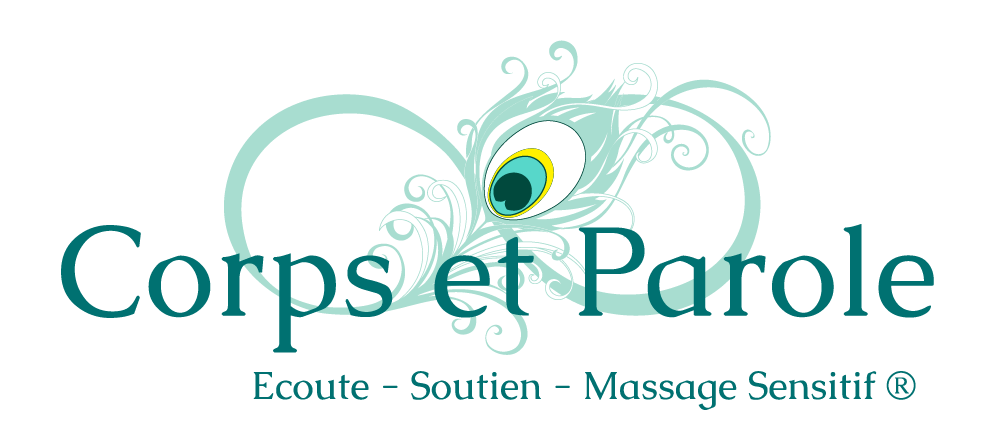 Corps et Parole
Ecoute - Soutien - Massage Sensitif ®